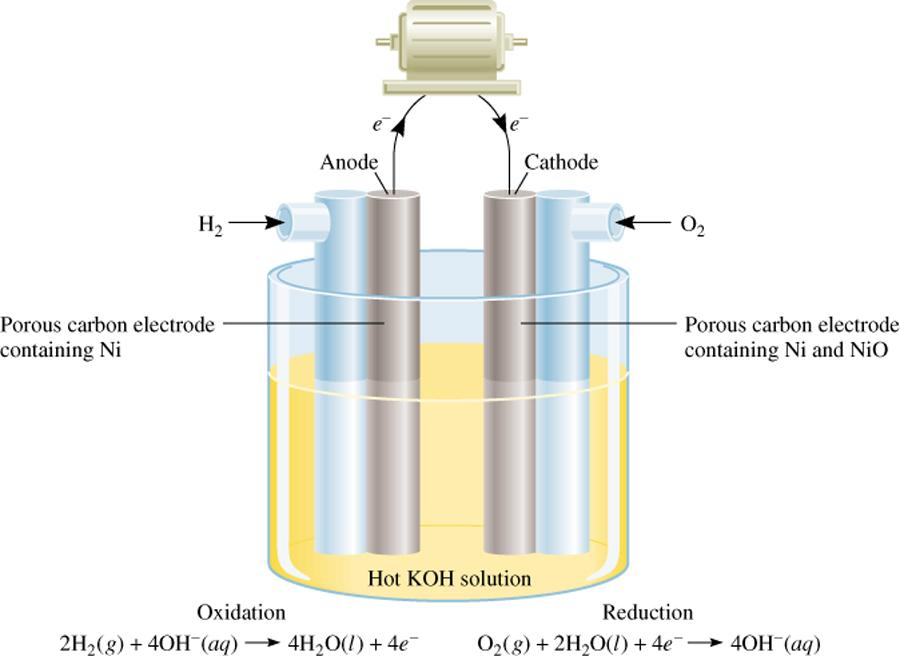 e⁻ e⁻
Anode Cathode
H₂ O₂
Porous carbon electrode
containing Ni
Porous carbon electrode
containing Ni and NiO
Hot KOH solution
Oxidation
2H₂(g) + 4OH⁻(aq) ⟶ 4H₂O(l) + 4e⁻
Reduction
O₂(g) + 2H₂O(l) + 4e⁻ ⟶ 4OH⁻(aq)